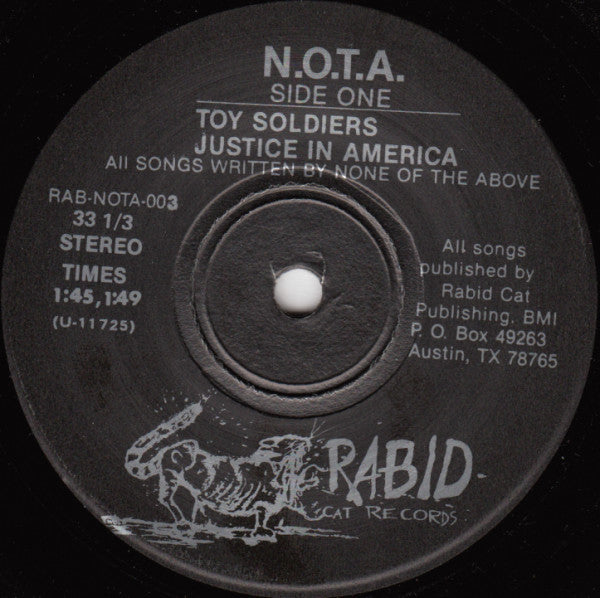 N.O.T.A.
SIDE ONE
TOY SOLDIERS
JUSTICE IN AMERICA
All SONGS WRITTEN BY NONE OF THE ABOVE
RAB-NOTA-003
33 1/3
STEREO
TIMES
1:45, 1:49
(U-11725)
All songs
published by
Rabid Cat
Publishing, BMI
P. O. Box 49263
Austin, TX 78765
RABID
CAT RECORDS